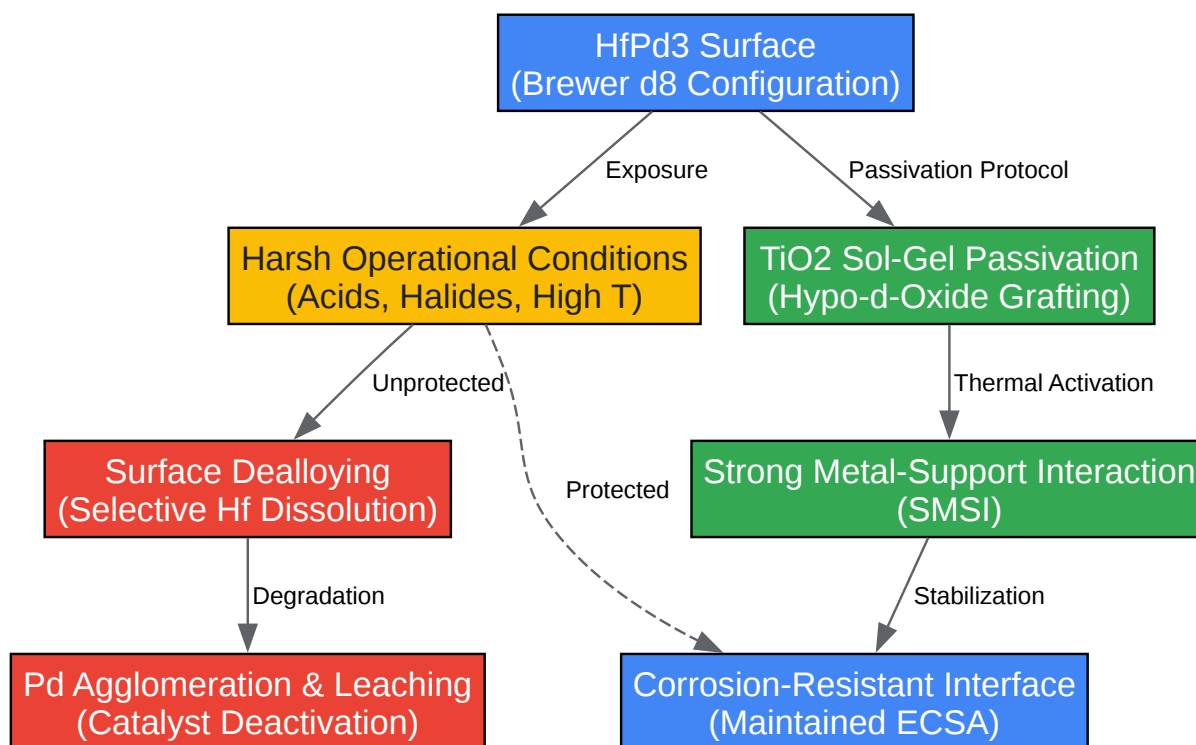 HfPd3 Surface
(Brewer d8 Configuration)
Exposure
Passivation Protocol
Harsh Operational Conditions
(Acids, Halides, High T)
TiO2 Sol-Gel Passivation
(Hypo-d-Oxide Grafting)
Unprotected
Thermal Activation
Surface Dealloying
(Selective Hf Dissolution)
Protected
Strong Metal-Support Interaction
(SMSI)
Degradation
Stabilization
Pd Agglomeration & Leaching
(Catalyst Deactivation)
Corrosion-Resistant Interface
(Maintained ECSA)